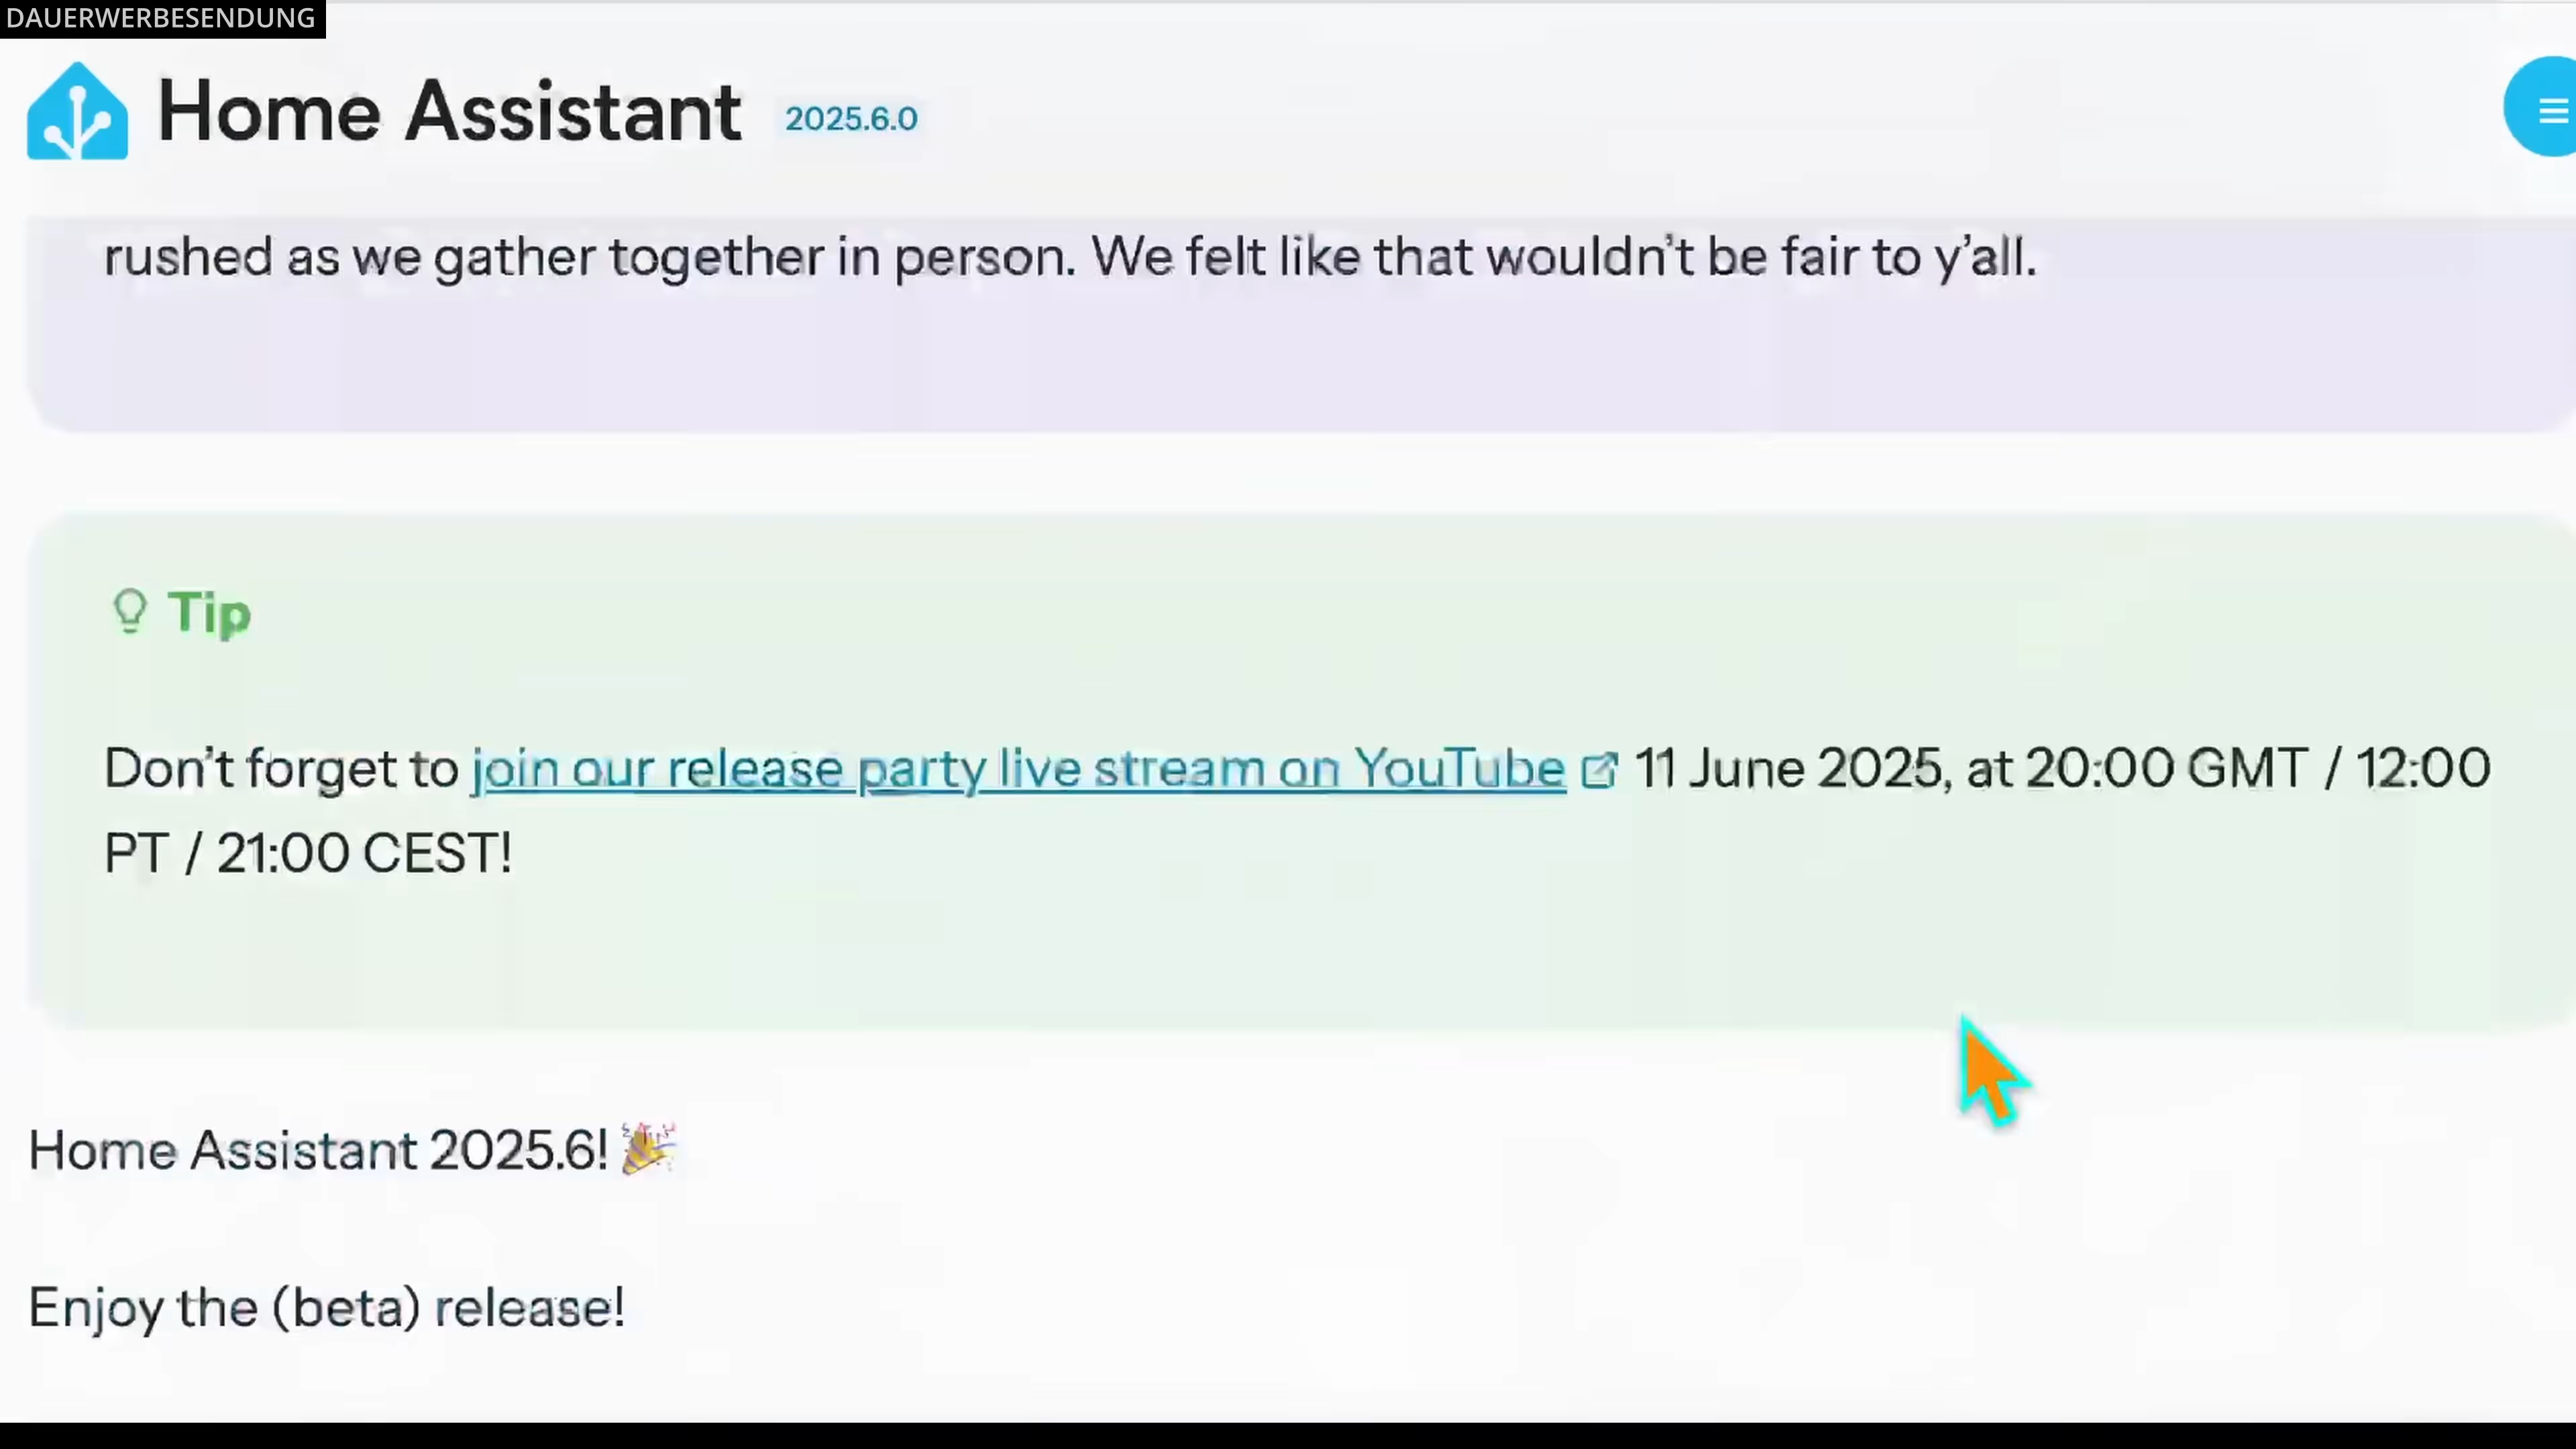 DAUERWERBESENDUNG
Home Assistant 2025.6.0
rushed as we gather together in person. We felt like that wouldn’t be fair to y’all.
Tip
Don’t forget to join our release party live stream on YouTube 11 June 2025, at 20:00 GMT / 12:00
PT / 21:00 CEST!
Home Assistant 2025.6! 🎉
Enjoy the (beta) release!